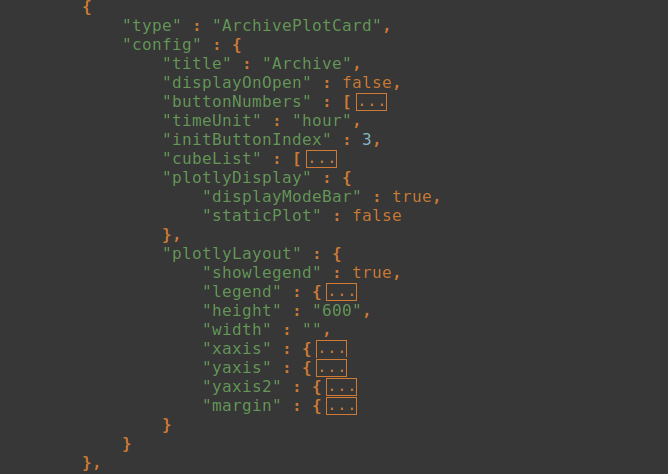 {
"type" : "ArchivePlotCard",
"config" : {
"title" : "Archive",
"displayOnOpen" : false,
"buttonNumbers" : [...
"timeUnit" : "hour",
"initButtonIndex" : 3,
"cubeList" : [...
"plotlyDisplay" : {
"displayModeBar" : true,
"staticPlot" : false
},
"plotlyLayout" : {
"showlegend" : true,
"legend" : {...
"height" : "600",
"width" : "",
"xaxis" : {...
"yaxis" : {...
"yaxis2" : {...
"margin" : {...
}
}
},